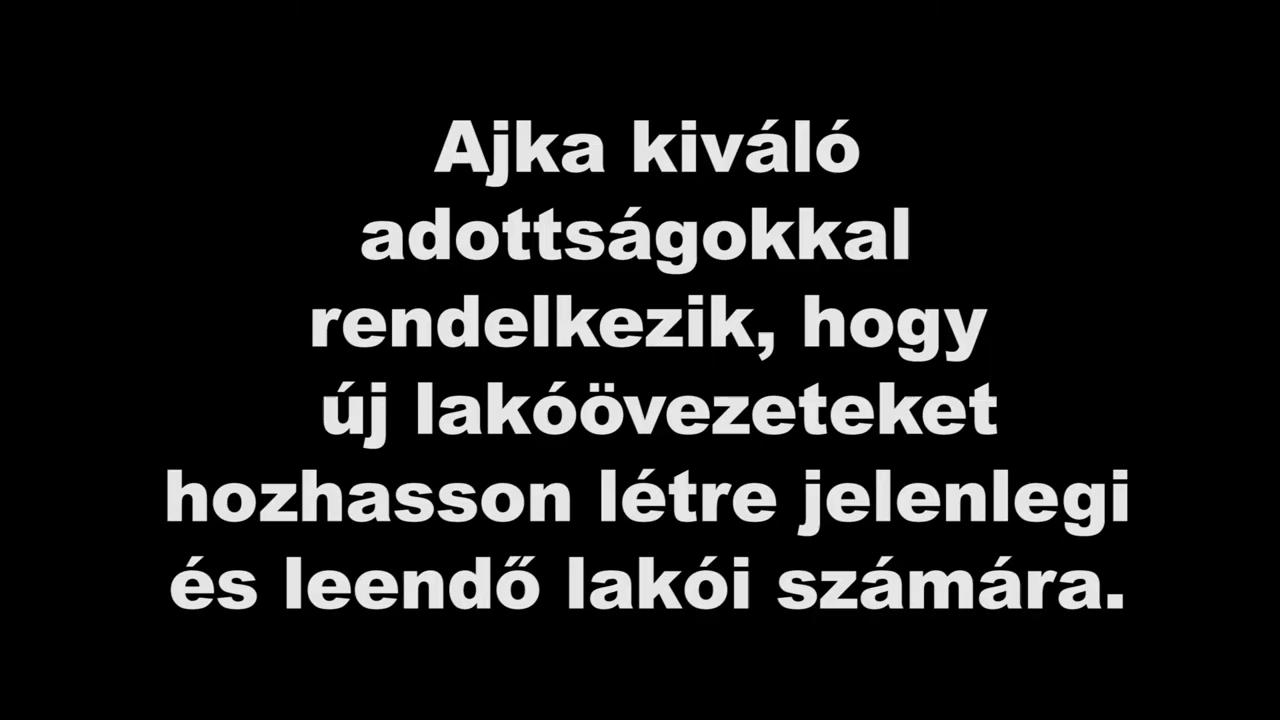 Ajka kiváló
adottságokkal
rendelkezik, hogy
új lakóövezeteket
hozhasson létre jelenlegi
és leendő lakói számára.